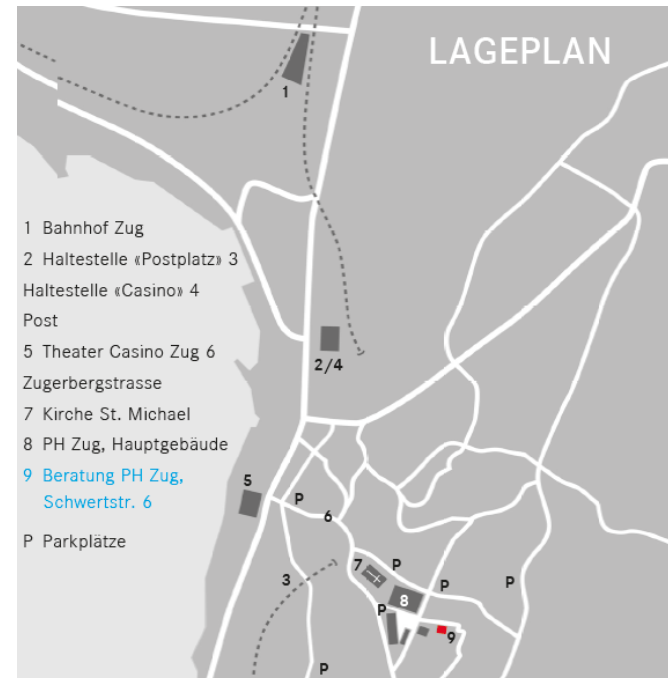 LAGEPLAN
1
1 Bahnhof Zug
2 Haltestelle «Postplatz» 3
Haltestelle «Casino» 4
Post
5 Theater Casino Zug 6
Zugerbergstrasse
7 Kirche St. Michael
8 PH Zug, Hauptgebäude
9 Beratung PH Zug,
Schwertstr. 6
P Parkplätze
2/4
5
P
6
7
P
3
P
P
8
P
9
P